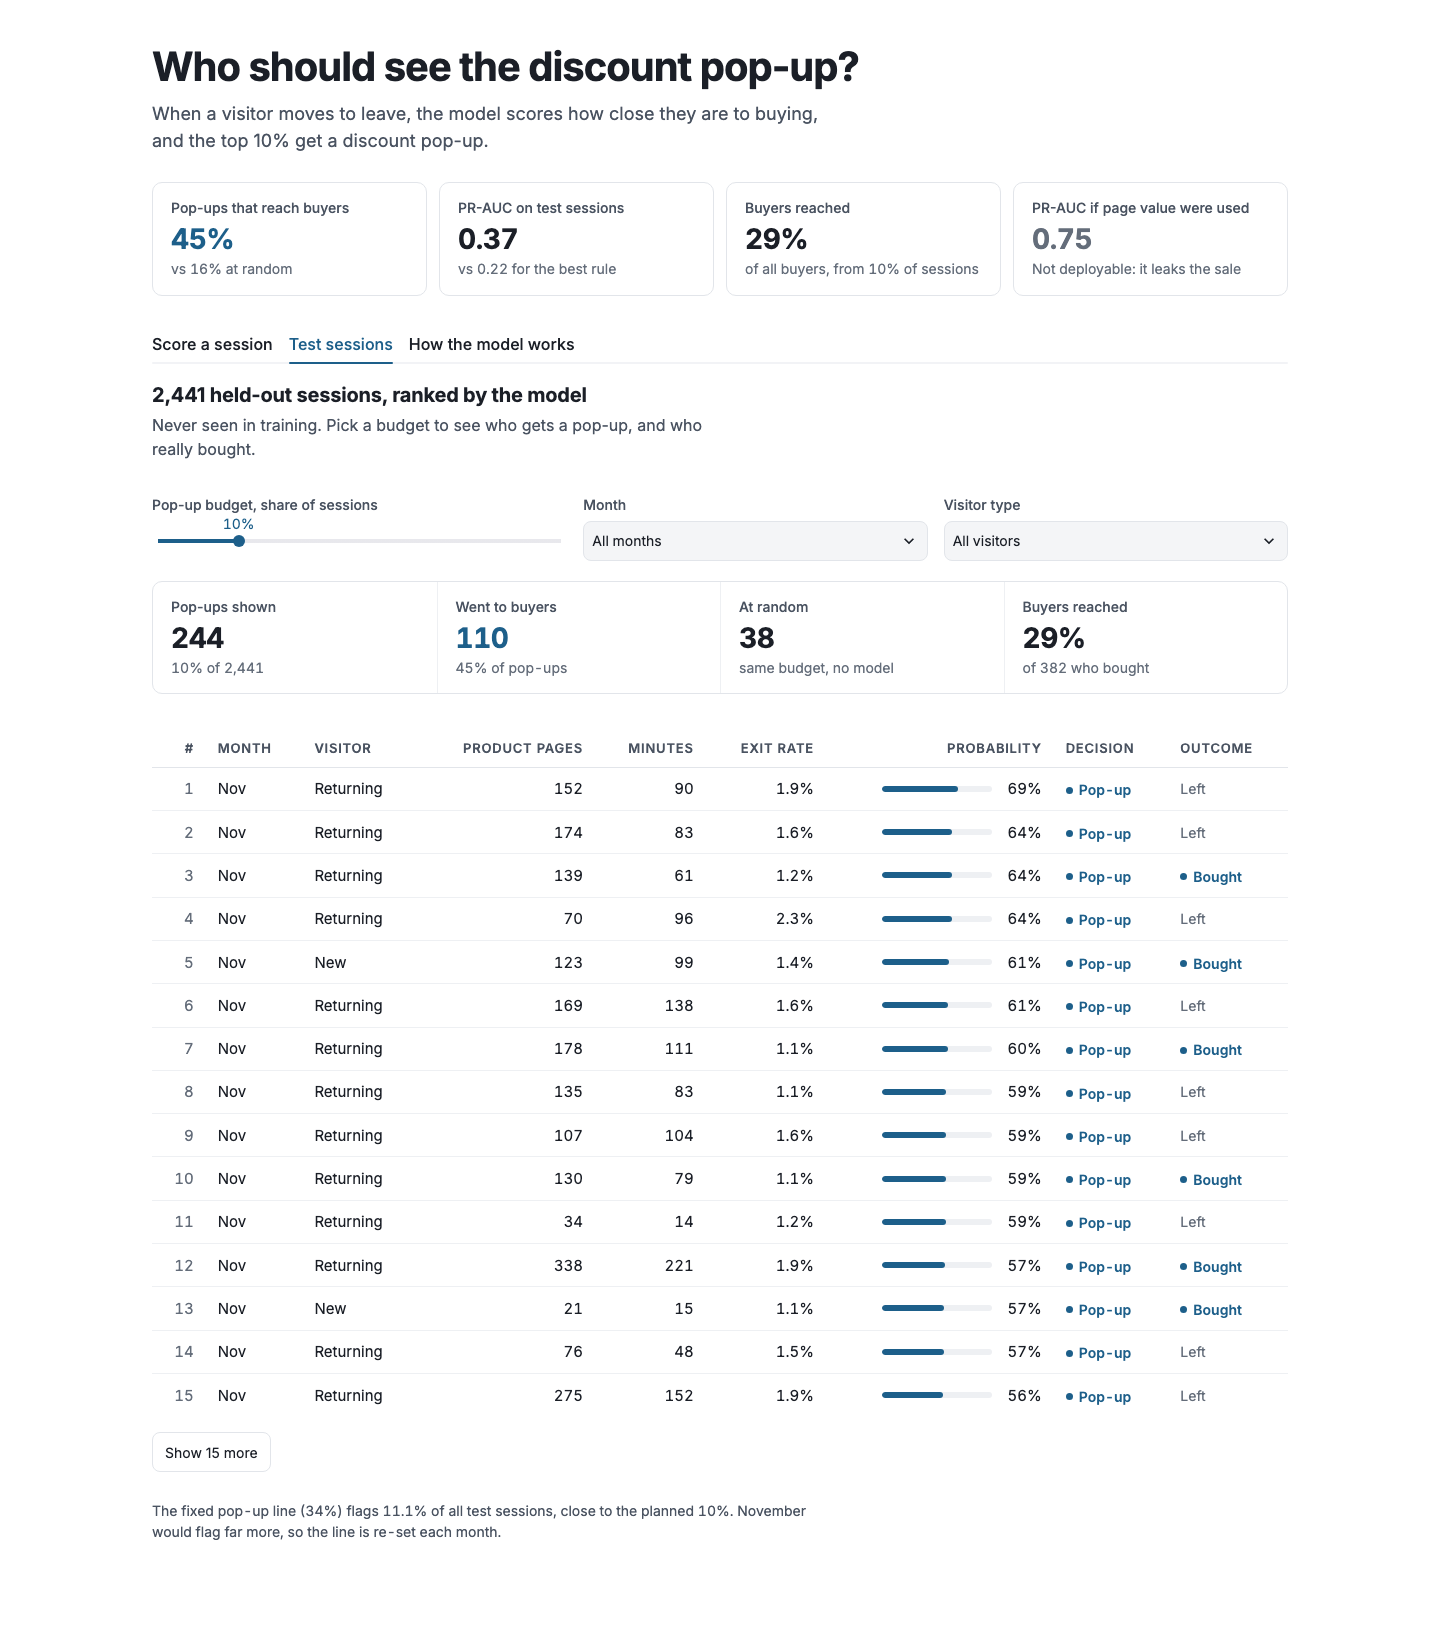 Who should see the discount pop-up?
When a visitor moves to leave, the model scores how close they are to buying,
and the top 10% get a discount pop-up.
Pop-ups that reach buyers
45%
vs 16% at random
PR-AUC on test sessions
0.37
vs 0.22 for the best rule
Buyers reached
29%
of all buyers, from 10% of sessions
PR-AUC if page value were used
0.75
Not deployable: it leaks the sale
Score a session Test sessions How the model works
2,441 held-out sessions, ranked by the model
Never seen in training. Pick a budget to see who gets a pop-up, and who
really bought.
Pop-up budget, share of sessions
10%
Month
All months
Visitor type
All visitors
Pop-ups shown
244
10% of 2,441
Went to buyers
110
45% of pop-ups
At random
38
same budget, no model
Buyers reached
29%
of 382 who bought
# MONTH VISITOR PRODUCT PAGES MINUTES EXIT RATE PROBABILITY DECISION OUTCOME
1 Nov Returning 152 90 1.9% 69% Pop-up Left
2 Nov Returning 174 83 1.6% 64% Pop-up Left
3 Nov Returning 139 61 1.2% 64% Pop-up Bought
4 Nov Returning 70 96 2.3% 64% Pop-up Left
5 Nov New 123 99 1.4% 61% Pop-up Bought
6 Nov Returning 169 138 1.6% 61% Pop-up Left
7 Nov Returning 178 111 1.1% 60% Pop-up Bought
8 Nov Returning 135 83 1.1% 59% Pop-up Left
9 Nov Returning 107 104 1.6% 59% Pop-up Left
10 Nov Returning 130 79 1.1% 59% Pop-up Bought
11 Nov Returning 34 14 1.2% 59% Pop-up Left
12 Nov Returning 338 221 1.9% 57% Pop-up Bought
13 Nov New 21 15 1.1% 57% Pop-up Bought
14 Nov Returning 76 48 1.5% 57% Pop-up Left
15 Nov Returning 275 152 1.9% 56% Pop-up Left
Show 15 more
The fixed pop-up line (34%) flags 11.1% of all test sessions, close to the planned 10%. November
would flag far more, so the line is re-set each month.